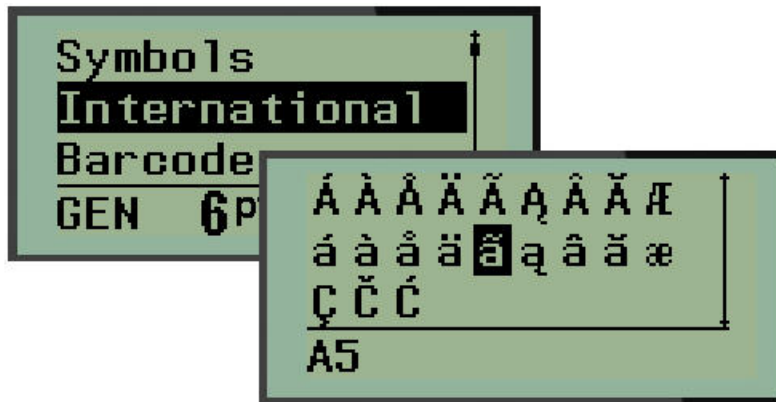 Symbols
International
Barcode
GEN 6P
Á À Å Ä Ã Ą Â Ă Æ
á à å ä ã ą â ă æ
Ç Č Ć
A5